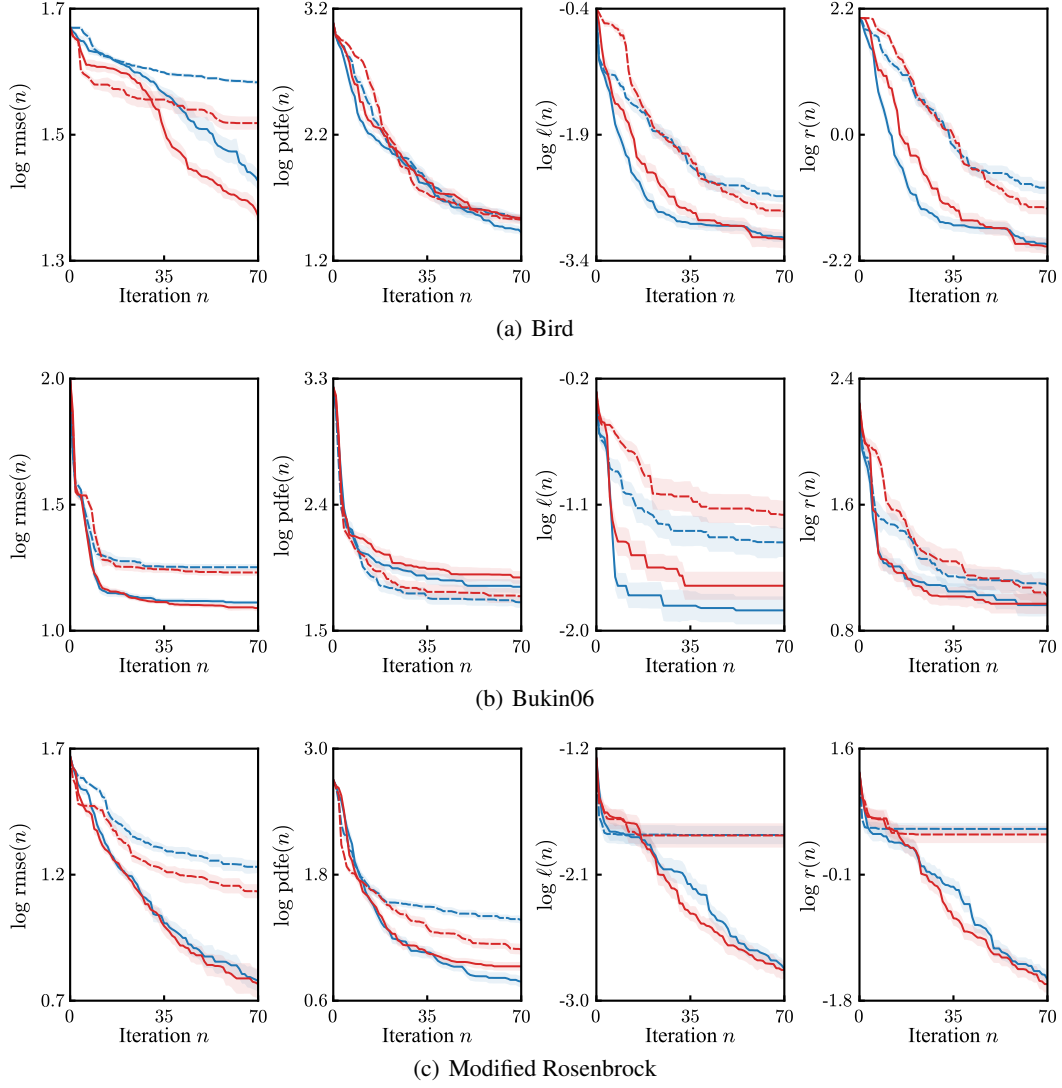 1.7
1.5
1.3
log rmse(n)
0
35
70
Iteration n
3.2
2.2
1.2
log pdfe(n)
0
35
70
Iteration n
-0.4
-1.9
-3.4
log ℓ(n)
0
35
70
Iteration n
2.2
0.0
-2.2
log r(n)
0
35
70
Iteration n
(a) Bird
2.0
1.5
1.0
log rmse(n)
0
35
70
Iteration n
3.3
2.4
1.5
log pdfe(n)
0
35
70
Iteration n
-0.2
-1.1
-2.0
log ℓ(n)
0
35
70
Iteration n
2.4
1.6
0.8
log r(n)
0
35
70
Iteration n
(b) Bukin06
1.7
1.2
0.7
log rmse(n)
0
35
70
Iteration n
3.0
1.8
0.6
log pdfe(n)
0
35
70
Iteration n
-1.2
-2.1
-3.0
log ℓ(n)
0
35
70
Iteration n
1.6
-0.1
-1.8
log r(n)
0
35
70
Iteration n
(c) Modified Rosenbrock